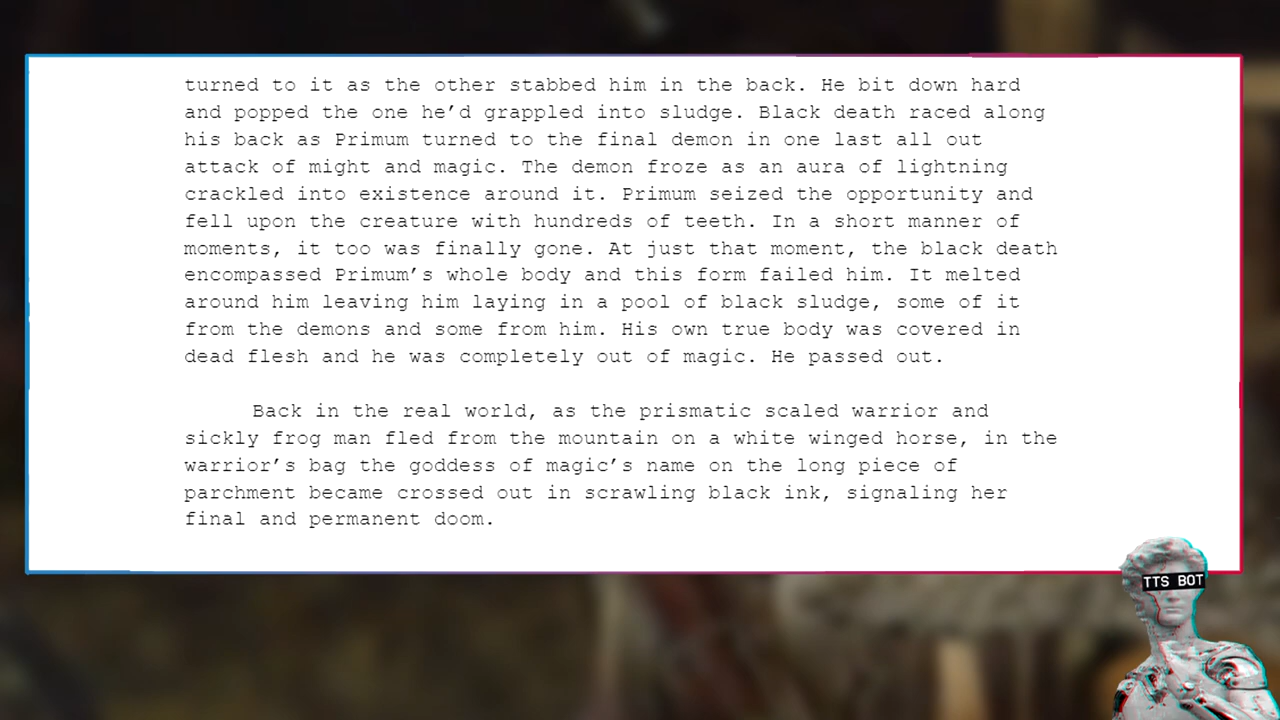 turned to it as the other stabbed him in the back. He bit down hard
and popped the one he’d grappled into sludge. Black death raced along
his back as Primum turned to the final demon in one last all out
attack of might and magic. The demon froze as an aura of lightning
crackled into existence around it. Primum seized the opportunity and
fell upon the creature with hundreds of teeth. In a short manner of
moments, it too was finally gone. At just that moment, the black death
encompassed Primum’s whole body and this form failed him. It melted
around him leaving him laying in a pool of black sludge, some of it
from the demons and some from him. His own true body was covered in
dead flesh and he was completely out of magic. He passed out.
Back in the real world, as the prismatic scaled warrior and
sickly frog man fled from the mountain on a white winged horse, in the
warrior’s bag the goddess of magic’s name on the long piece of
parchment became crossed out in scrawling black ink, signaling her
final and permanent doom.
TTS BOT